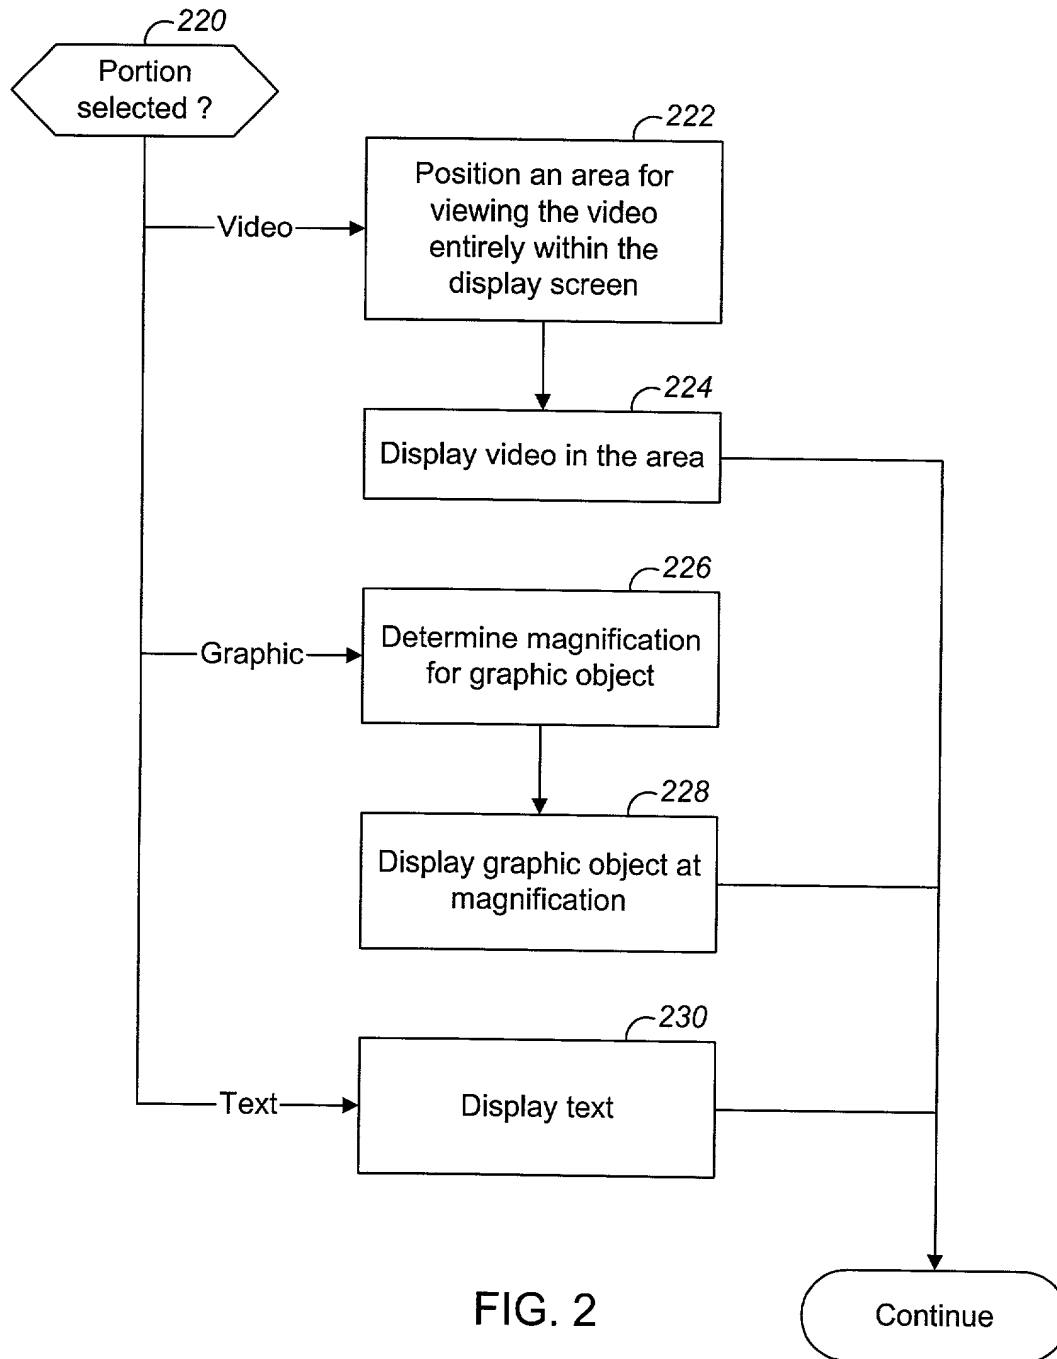 220
Portion
selected ?
222
Position an area for
viewing the video
entirely within the
display screen
Video
224
Display video in the area
226
Determine magnification
for graphic object
Graphic
228
Display graphic object at
magnification
230
Display text
Text
FIG. 2
Continue